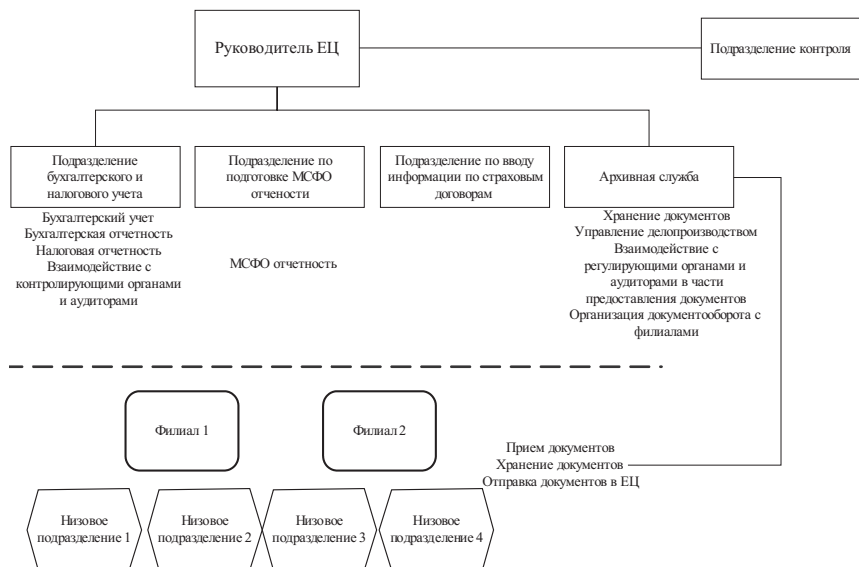 Руководитель ЕЦ
Подразделение контроля
Подразделение
бухгалтерского и
налогового учета
Подразделение по
подготовке МСФО
отчености
Подразделение по вводу
информации по страховым
договорам
Архивная служба
Бухгалтерский учет
Бухгалтерская отчетность
Налоговая отчетность
Взаимодействие с
контролирующими органами
и аудиторами
МСФО отчетность
Хранение документов
Управление делопроизводством
Взаимодействие с
регулирующими органами и
аудиторами в части
предоставления документов
Организация документооборота с
филиалами
Филиал 1
Филиал 2
Прием документов
Хранение документов
Отправка документов в ЕЦ
Низовое
подразделение 1
Низовое
подразделение 2
Низовое
подразделение 3
Низовое
подразделение 4